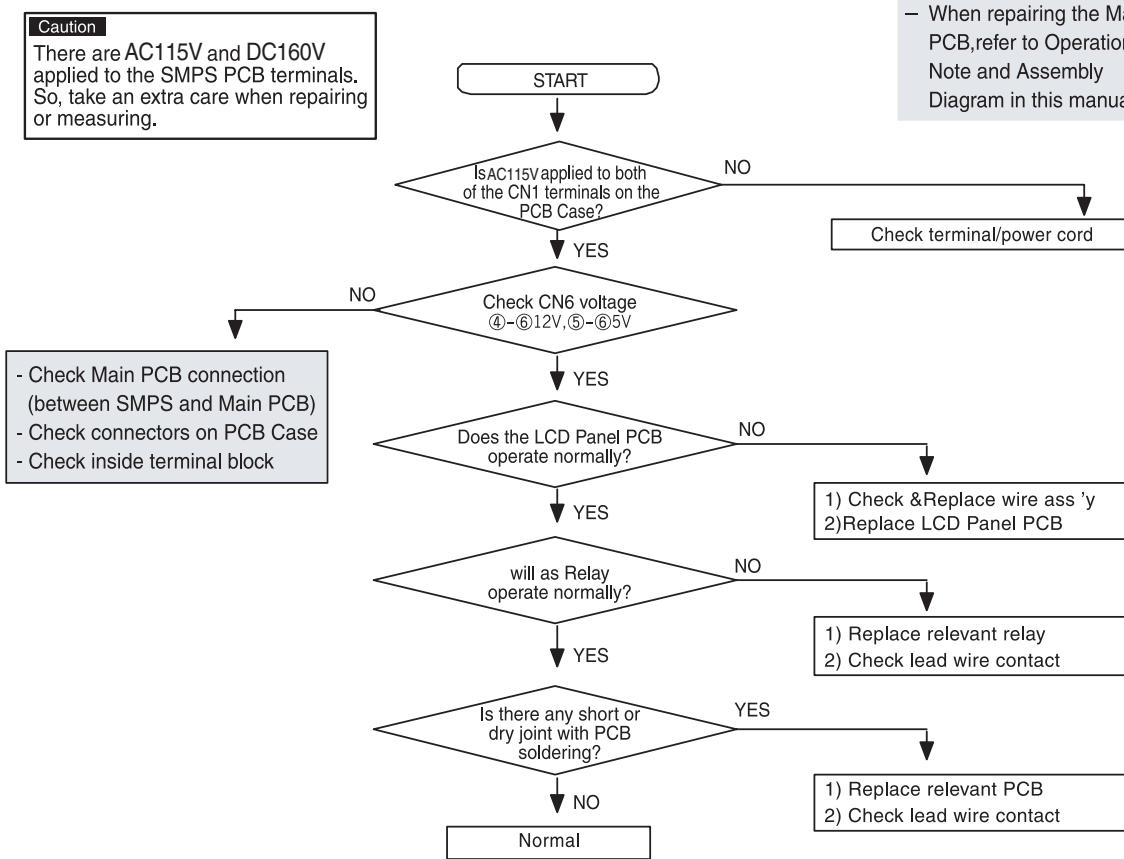 Caution
There are AC115V and DC160V
applied to the SMPS PCB terminals.
So, take an extra care when repairing
or measuring.
– When repairing the
PCB,refer to
Note and Assembly
Diagram in this
START
Is AC115V applied to both
of the CN1 terminals on the
PCB Case?
NO
Check terminal/power cord
YES
Check CN6 voltage
④-⑥12V,⑤-⑥5V
NO
- Check Main PCB connection
(between SMPS and Main PCB)
- Check connectors on PCB Case
- Check inside terminal block
YES
Does the LCD Panel PCB
operate normally?
NO
1) Check &Replace wire ass 'y
2)Replace LCD Panel PCB
YES
will as Relay
operate normally?
NO
1) Replace relevant relay
2) Check lead wire contact
YES
Is there any short or
dry joint with PCB
soldering?
YES
1) Replace relevant PCB
2) Check lead wire contact
NO
Normal